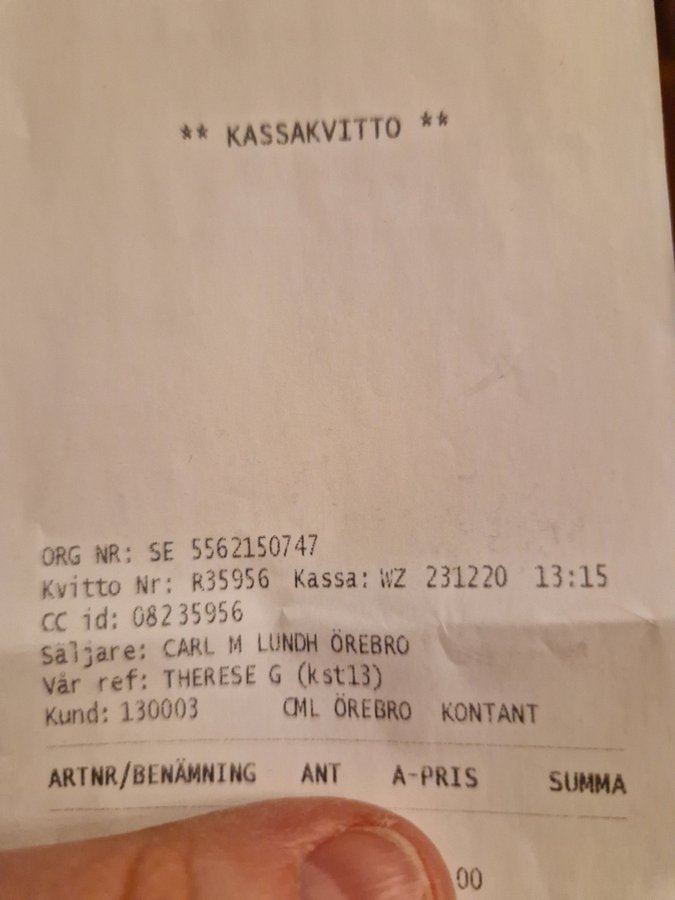 ** KASSAKVITTO **
ORG NR: SE 5562150747
Kvitto Nr: R35956 Kassa: WZ 231220 13:15
CC id: 08235956
Säljare: CARL M LUNDH ÖREBRO
Vår ref: THERESE G (kst13)
Kund: 130003 CML ÖREBRO KONTANT
ARTNR/BENÄMNING ANT A-PRIS SUMMA
00